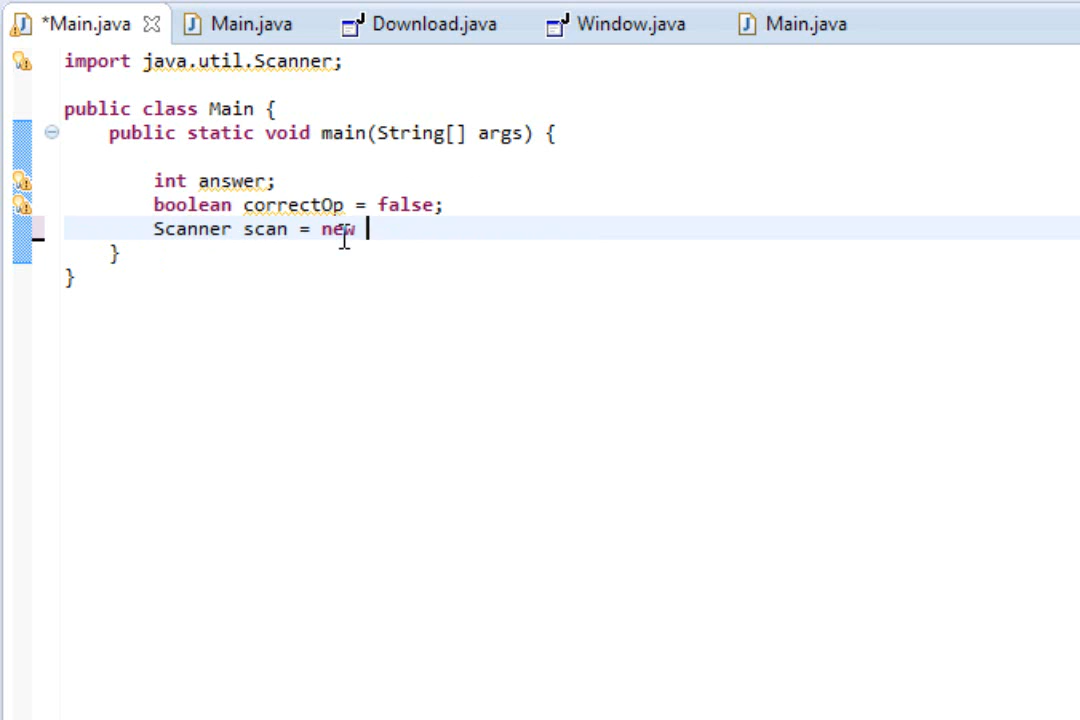 *Main.java Main.java Download.java Window.java Main.java
import java.util.Scanner;
public class Main {
public static void main(String[] args) {
int answer;
boolean correctOp = false;
Scanner scan = new
}
}